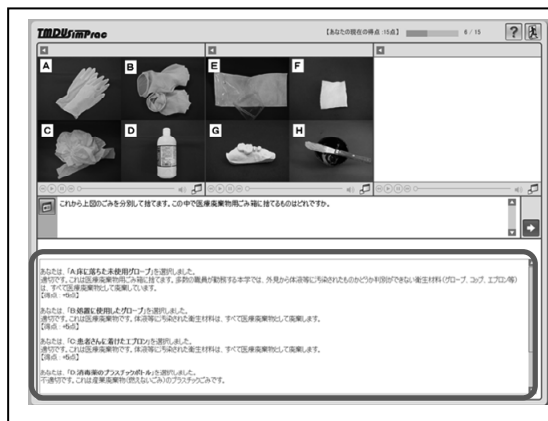 TMDUSimPrac
【あなたの現在の得点:15点】 8 / 15
A B E F
C D G H
これから上図のごみを分別して捨てます。この中で医療廃棄物用ごみ箱に捨てるものはどれですか。
あなたは、「A:床に落ちた未使用グローブ」を選択しました。
適切です。これは医療廃棄物用ごみ箱に捨てます。多数の職員が勤務する本学では、外見から体液等に汚染されたものかどうか判別ができない衛生材料(グローブ、コップ、エプロン等)
は、すべて医療廃棄物として廃棄しています。
【得点:+5点】
あなたは、「B:処置に使用したグローブ」を選択しました。
適切です。これは医療廃棄物です。体液等に汚染された衛生材料は、すべて医療廃棄物として廃棄します。
【得点:+5点】
あなたは、「C:患者さんに着けたエプロン」を選択しました。
適切です。これは医療廃棄物です。体液等に汚染された衛生材料は、すべて医療廃棄物として廃棄します。
【得点:+5点】
あなたは、「D:消毒薬のプラスチックボトル」を選択しました。
不適切です。これは産業廃棄物(燃えないごみ)のプラスチックごみです。